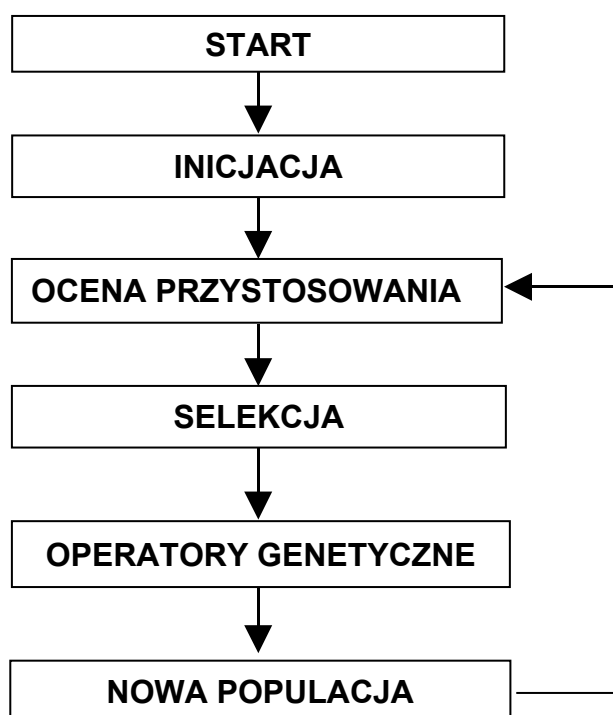 START
INICJACJA
OCENA PRZYSTOSOWANIA
SELEKCJA
OPERATORY GENETYCZNE
NOWA POPULACJA